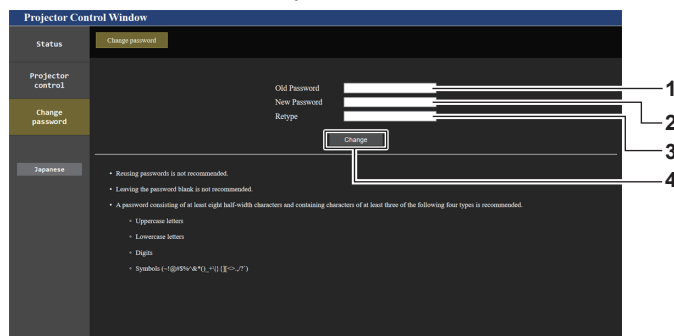 Projector Control Window
Status
Change password
Projector
control
Change
password
Japanese
Old Password
New Password
Retype
Change
1
2
3
4
• Reusing passwords is not recommended.
• Leaving the password blank is not recommended.
• A password consisting of at least eight half-width characters and containing characters of at least three of the following four types is recommended.
Uppercase letters
Lowercase letters
Digits
Symbols